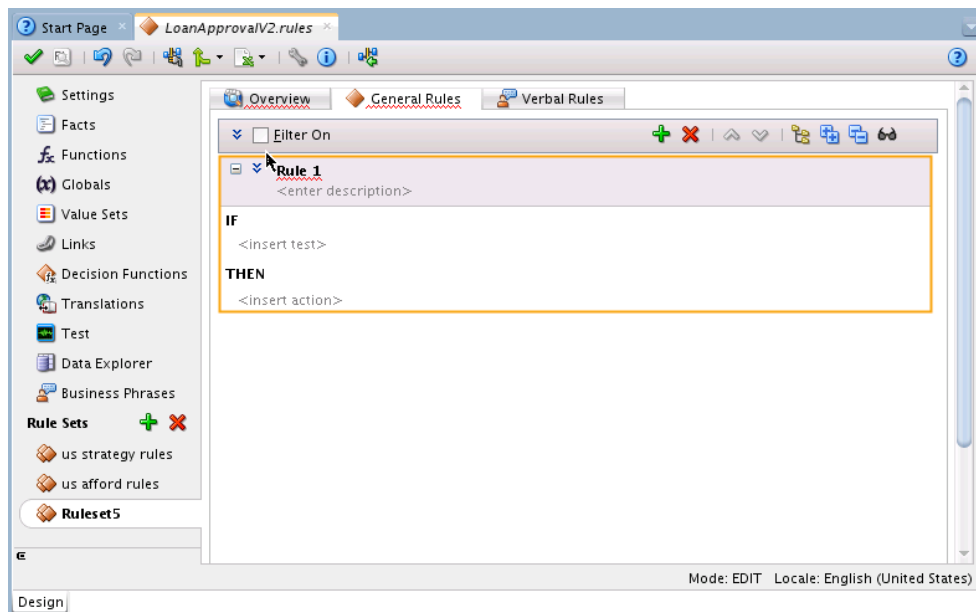 Start Page
LoanApprovalV2.rules
Settings
Facts
Functions
Globals
Value Sets
Links
Decision Functions
Translations
Test
Data Explorer
Business Phrases
Rule Sets
us strategy rules
us afford rules
Ruleset5
Overview
General Rules
Verbal Rules
Filter On
Rule 1
<enter description>
IF
<insert test>
THEN
<insert action>
Mode: EDIT Locale: English (United States)
Design